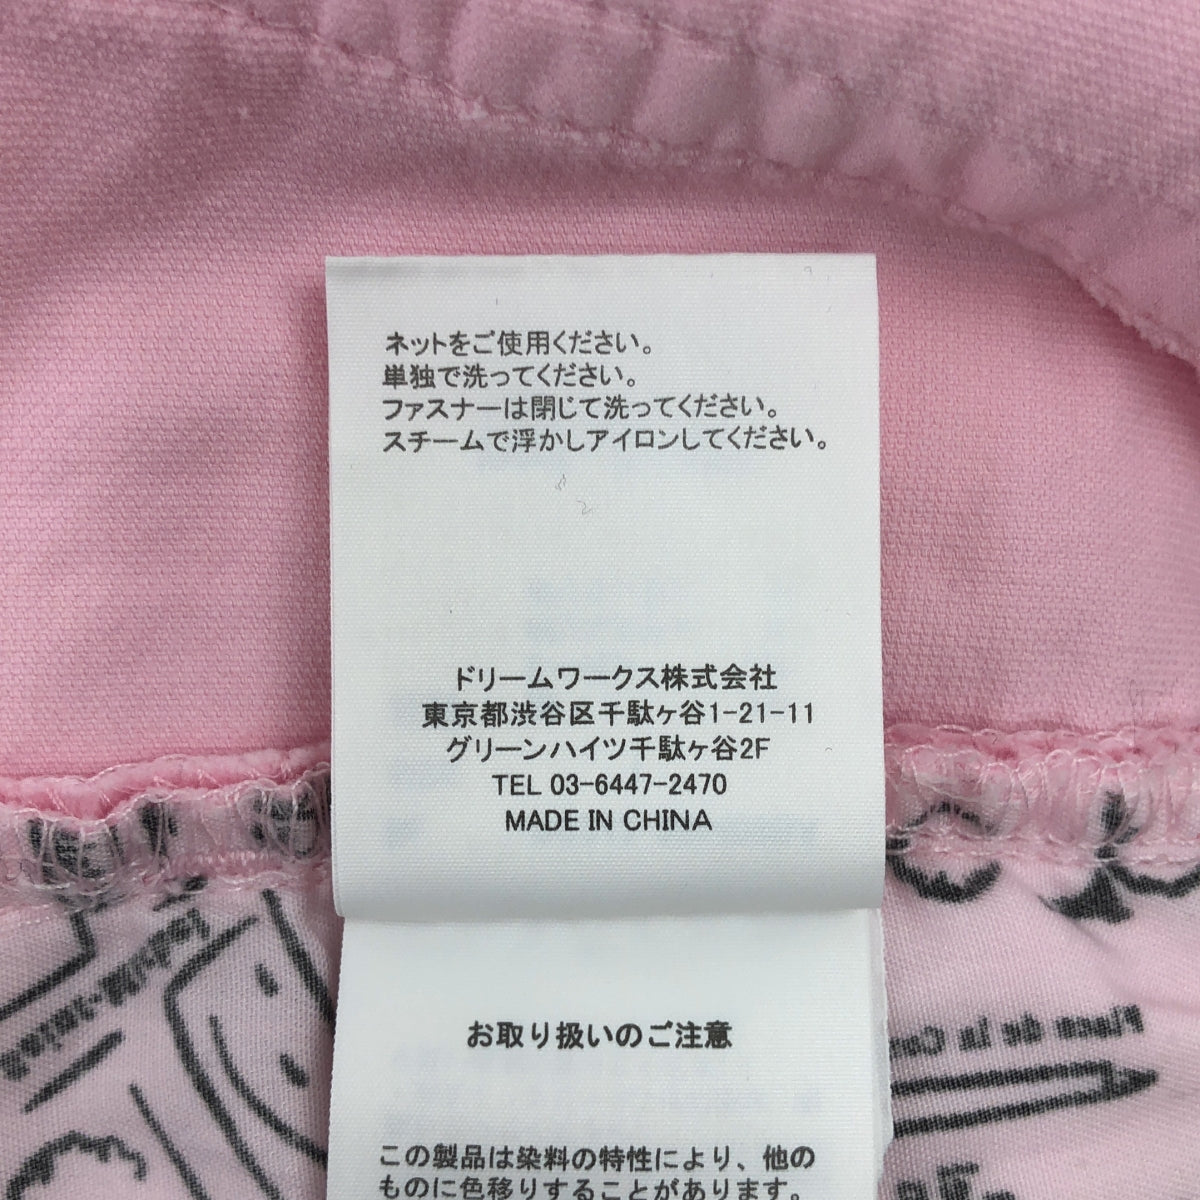 ネットをご使用ください。
単独で洗ってください。
ファスナーは閉じて洗ってください。
スチームで浮かしアイロンしてください。
ドリームワークス株式会社
東京都渋谷区千駄ヶ谷1-21-11
グリーンハイツ千駄ヶ谷2F
TEL 03-6447-2470
MADE IN CHINA
お取り扱いのご注意
この製品は染料の特性により、他の
ものに色移りすることがあります。
Place de la